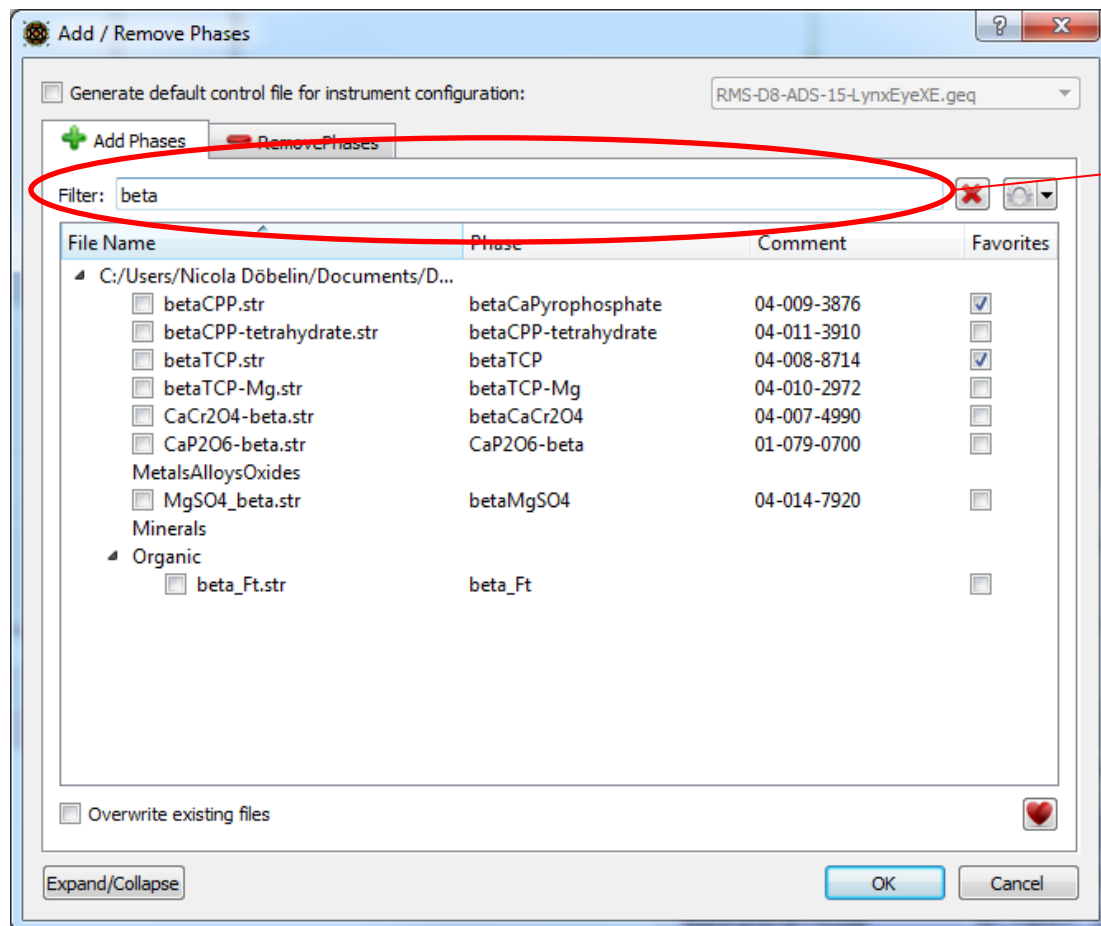 Add / Remove Phases
Generate default control file for instrument configuration: RMS-D8-ADS-15-LynxEyeXE.geq
Add Phases RemovePhases
Filter: beta
File Name Phase Comment Favorites
C:/Users/Nicola Döbelin/Documents/D...
betaCPP.str betaCaPyrophosphate 04-009-3876
betaCPP-tetrahydrate.str betaCPP-tetrahydrate 04-011-3910
betaTCP.str betaTCP 04-008-8714
betaTCP-Mg.str betaTCP-Mg 04-010-2972
CaCr2O4-beta.str betaCaCr2O4 04-007-4990
CaP2O6-beta.str CaP2O6-beta 01-079-0700
MetalsAlloysOxides
MgSO4_beta.str betaMgSO4 04-014-7920
Minerals
Organic
beta_Ft.str beta_Ft
Overwrite existing files
Expand/Collapse OK Cancel